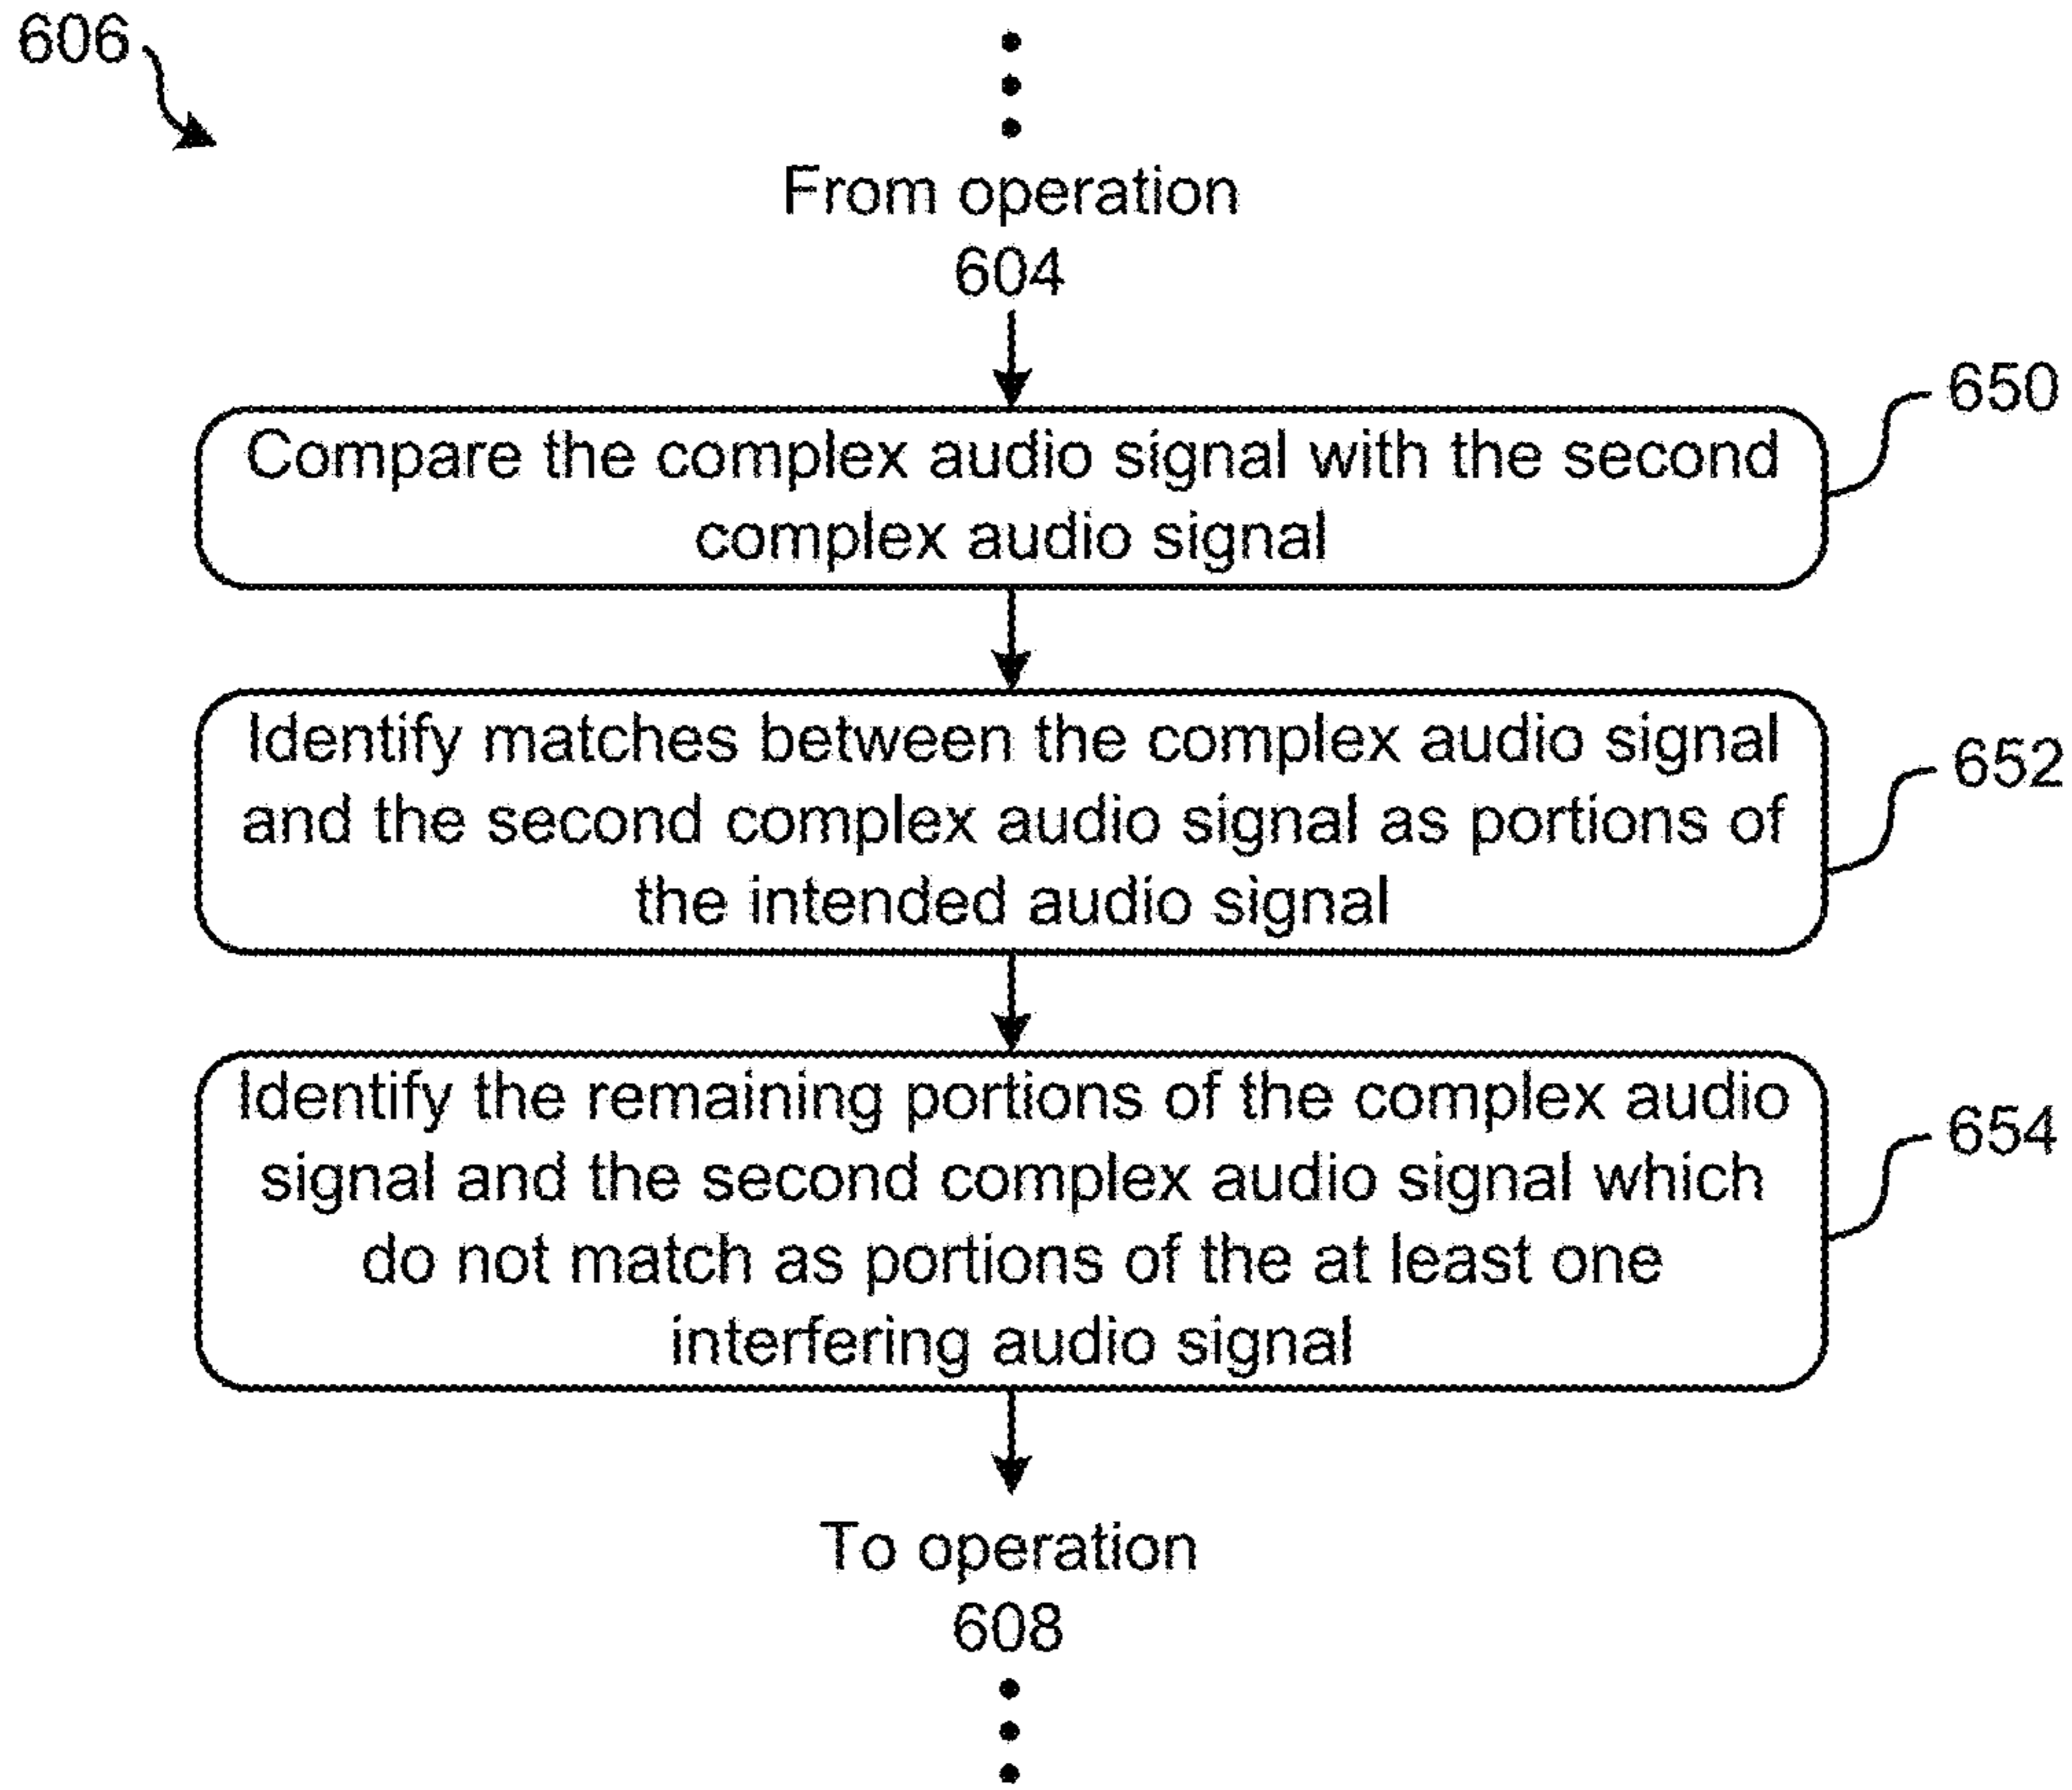 606
From operation
604
650
Compare the complex audio signal with the second
complex audio signal
652
Identify matches between the complex audio signal
and the second complex audio signal as portions of
the intended audio signal
654
Identify the remaining portions of the complex audio
signal and the second complex audio signal which
do not match as portions of the at least one
interfering audio signal
To operation
608